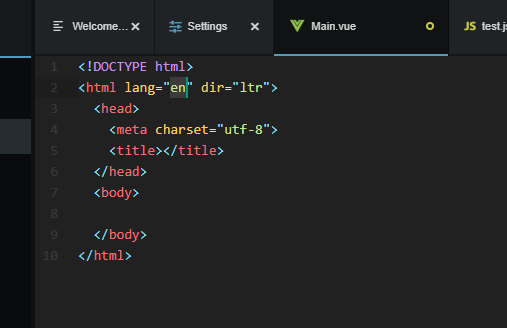 Welcome...
Settings
Main.vue
JS test.js
1 <!DOCTYPE html>
2 <html lang="en" dir="ltr">
3 <head>
4 <meta charset="utf-8">
5 <title></title>
6 </head>
7 <body>
8
9 </body>
10 </html>